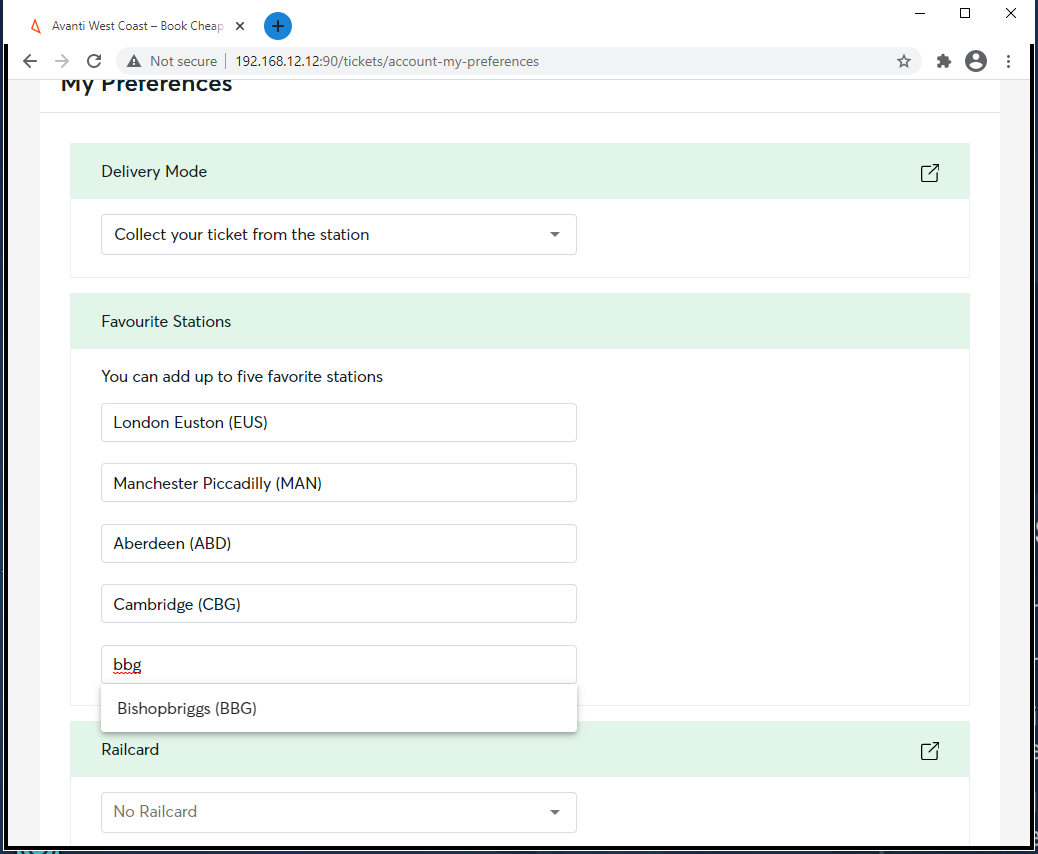 Avanti West Coast – Book Cheap
Not secure
192.168.12.12:90/tickets/account-my-preferences
My Preferences
Delivery Mode
Collect your ticket from the station
Favourite Stations
You can add up to five favorite stations
London Euston (EUS)
Manchester Piccadilly (MAN)
Aberdeen (ABD)
Cambridge (CBG)
bbg
Bishopbriggs (BBG)
Railcard
No Railcard